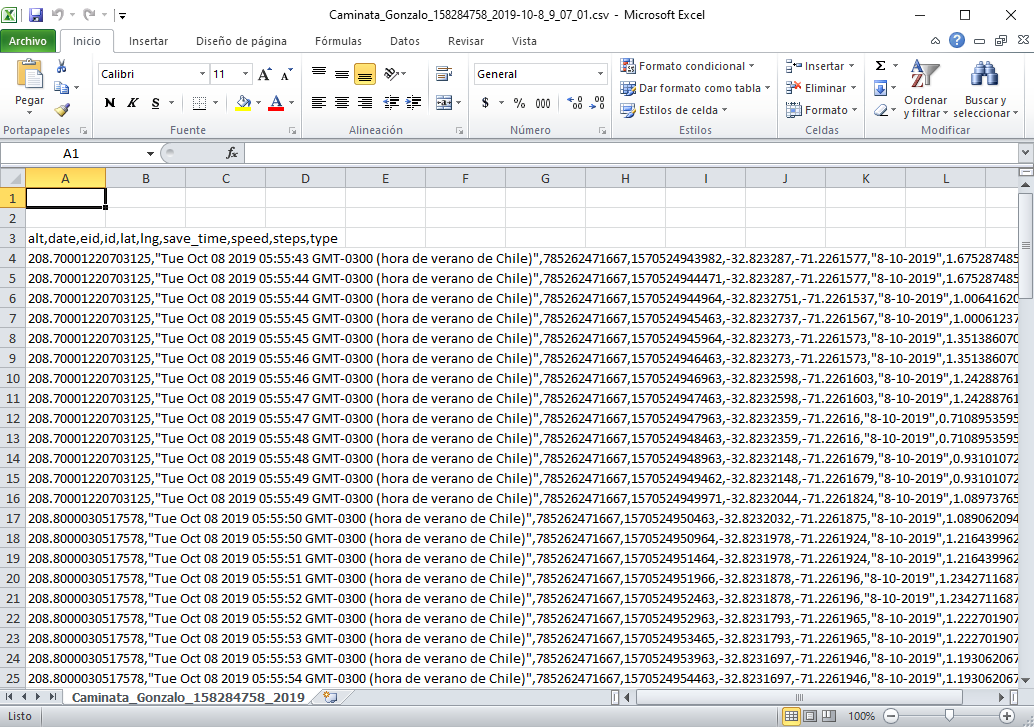 Caminata_Gonzalo_158284758_2019-10-8_9_07_01.csv - Microsoft Excel
Archivo Inicio Insertar Diseño de página Fórmulas Datos Revisar Vista
Pegar
Calibri 11
N K S
General
$ % 000
Formato condicional
Dar formato como tabla
Estilos de celda
Insertar
Eliminar
Formato
Σ
Ordenar y filtrar
Buscar y seleccionar
Portapapeles Fuente Alineación Número Estilos Celdas Modificar
A1 fx
A B C D E F G H I J K L
1
2
3 alt,date,eid,id,lat,lng,save_time,speed,steps,type
4 208.70001220703125,"Tue Oct 08 2019 05:55:43 GMT-0300 (hora de verano de Chile)",785262471667,1570524943982,-32.823287,-71.2261577,"8-10-2019",1.675287485
5 208.70001220703125,"Tue Oct 08 2019 05:55:44 GMT-0300 (hora de verano de Chile)",785262471667,1570524944471,-32.823287,-71.2261577,"8-10-2019",1.675287485
6 208.70001220703125,"Tue Oct 08 2019 05:55:44 GMT-0300 (hora de verano de Chile)",785262471667,1570524944964,-32.8232751,-71.2261537,"8-10-2019",1.00641620
7 208.70001220703125,"Tue Oct 08 2019 05:55:45 GMT-0300 (hora de verano de Chile)",785262471667,1570524945463,-32.8232737,-71.2261567,"8-10-2019",1.00061237
8 208.70001220703125,"Tue Oct 08 2019 05:55:45 GMT-0300 (hora de verano de Chile)",785262471667,1570524945964,-32.823273,-71.2261573,"8-10-2019",1.351386070
9 208.70001220703125,"Tue Oct 08 2019 05:55:46 GMT-0300 (hora de verano de Chile)",785262471667,1570524946463,-32.823273,-71.2261573,"8-10-2019",1.351386070
10 208.70001220703125,"Tue Oct 08 2019 05:55:46 GMT-0300 (hora de verano de Chile)",785262471667,1570524946963,-32.8232598,-71.2261603,"8-10-2019",1.24288761
11 208.70001220703125,"Tue Oct 08 2019 05:55:47 GMT-0300 (hora de verano de Chile)",785262471667,1570524947463,-32.8232598,-71.2261603,"8-10-2019",1.24288761
12 208.70001220703125,"Tue Oct 08 2019 05:55:47 GMT-0300 (hora de verano de Chile)",785262471667,1570524947963,-32.8232359,-71.22616,"8-10-2019",0.7108953595
13 208.70001220703125,"Tue Oct 08 2019 05:55:48 GMT-0300 (hora de verano de Chile)",785262471667,1570524948463,-32.8232359,-71.22616,"8-10-2019",0.7108953595
14 208.70001220703125,"Tue Oct 08 2019 05:55:48 GMT-0300 (hora de verano de Chile)",785262471667,1570524948963,-32.8232148,-71.2261679,"8-10-2019",0.93101072
15 208.70001220703125,"Tue Oct 08 2019 05:55:49 GMT-0300 (hora de verano de Chile)",785262471667,1570524949462,-32.8232148,-71.2261679,"8-10-2019",0.93101072
16 208.70001220703125,"Tue Oct 08 2019 05:55:49 GMT-0300 (hora de verano de Chile)",785262471667,1570524949971,-32.8232044,-71.2261824,"8-10-2019",1.08973765
17 208.8000030517578,"Tue Oct 08 2019 05:55:50 GMT-0300 (hora de verano de Chile)",785262471667,1570524950463,-32.8232032,-71.2261875,"8-10-2019",1.089062094
18 208.8000030517578,"Tue Oct 08 2019 05:55:50 GMT-0300 (hora de verano de Chile)",785262471667,1570524950964,-32.8231978,-71.2261924,"8-10-2019",1.216439962
19 208.8000030517578,"Tue Oct 08 2019 05:55:51 GMT-0300 (hora de verano de Chile)",785262471667,1570524951464,-32.8231978,-71.2261924,"8-10-2019",1.216439962
20 208.8000030517578,"Tue Oct 08 2019 05:55:51 GMT-0300 (hora de verano de Chile)",785262471667,1570524951966,-32.8231878,-71.226196,"8-10-2019",1.2342711687
21 208.8000030517578,"Tue Oct 08 2019 05:55:52 GMT-0300 (hora de verano de Chile)",785262471667,1570524952463,-32.8231878,-71.226196,"8-10-2019",1.2342711687
22 208.8000030517578,"Tue Oct 08 2019 05:55:52 GMT-0300 (hora de verano de Chile)",785262471667,1570524952963,-32.8231793,-71.2261965,"8-10-2019",1.222701907
23 208.8000030517578,"Tue Oct 08 2019 05:55:53 GMT-0300 (hora de verano de Chile)",785262471667,1570524953465,-32.8231793,-71.2261965,"8-10-2019",1.222701907
24 208.8000030517578,"Tue Oct 08 2019 05:55:53 GMT-0300 (hora de verano de Chile)",785262471667,1570524953963,-32.8231697,-71.2261946,"8-10-2019",1.193062067
25 208.8000030517578,"Tue Oct 08 2019 05:55:54 GMT-0300 (hora de verano de Chile)",785262471667,1570524954463,-32.8231697,-71.2261946,"8-10-2019",1.193062067
Caminata_Gonzalo_158284758_2019
Listo 100%